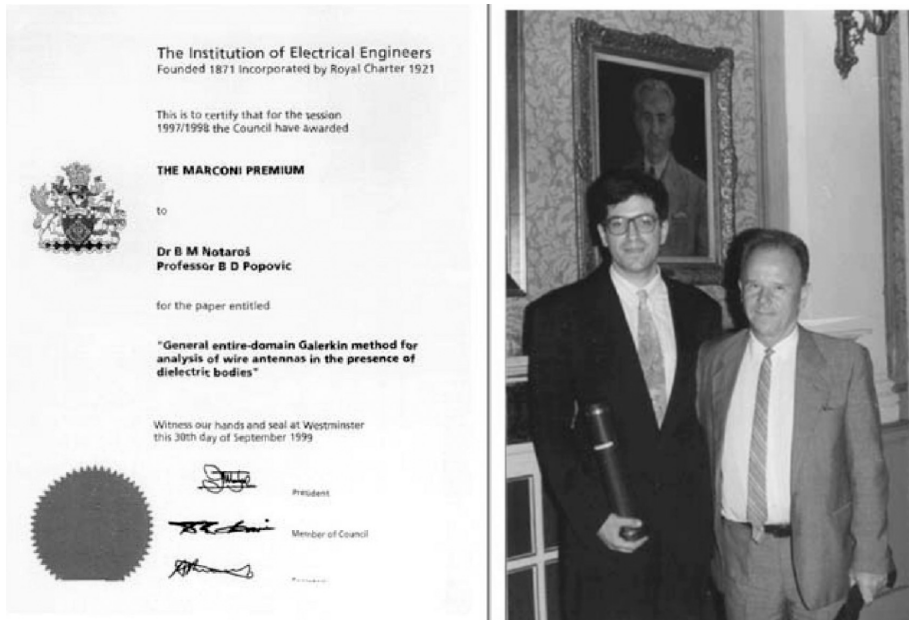 The Institution of Electrical Engineers
Founded 1871 Incorporated by Royal Charter 1921
This is to certify that for the session
1997/1998 the Council have awarded
THE MARCONI PREMIUM
to
Dr B M Notaroš
Professor B D Popovic
for the paper entitled
"General entire-domain Galerkin method for
analysis of wire antennas in the presence of
dielectric bodies"
Witness our hands and seal at Westminster
this 30th day of September 1999
President
Member of Council